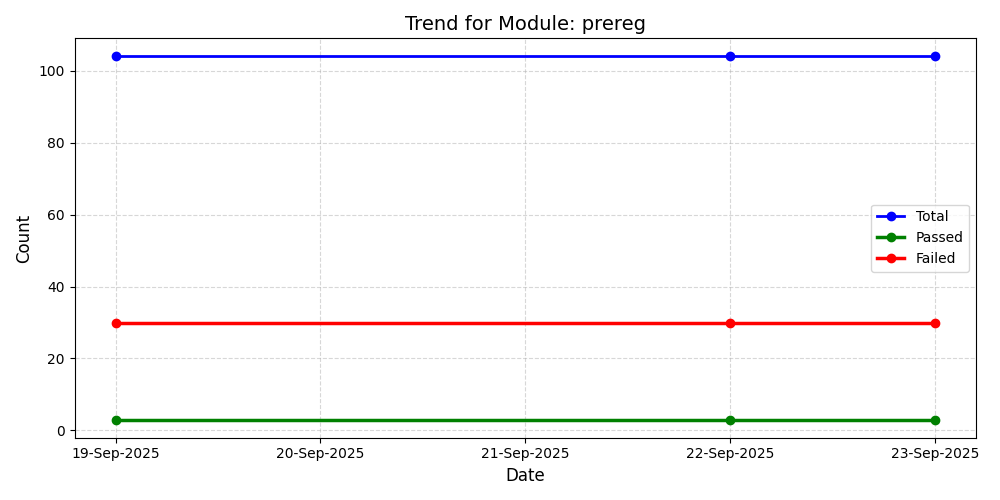 Trend for Module: prereg
Count
100
80
60
40
20
0
Total
Passed
Failed
19-Sep-2025
20-Sep-2025
21-Sep-2025
22-Sep-2025
23-Sep-2025
Date